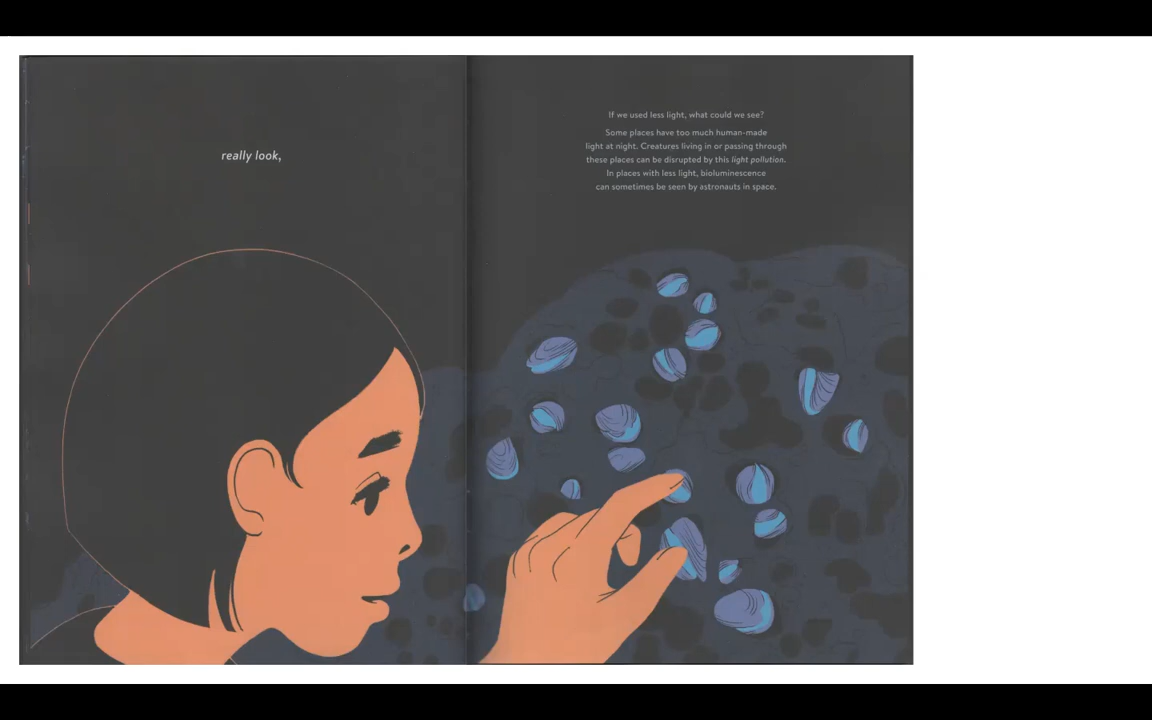 really look,
If we used less light, what could we see?
Some places have too much human-made
light at night. Creatures living in or passing through
these places can be disrupted by this light pollution.
In places with less light, bioluminescence
can sometimes be seen by astronauts in space.